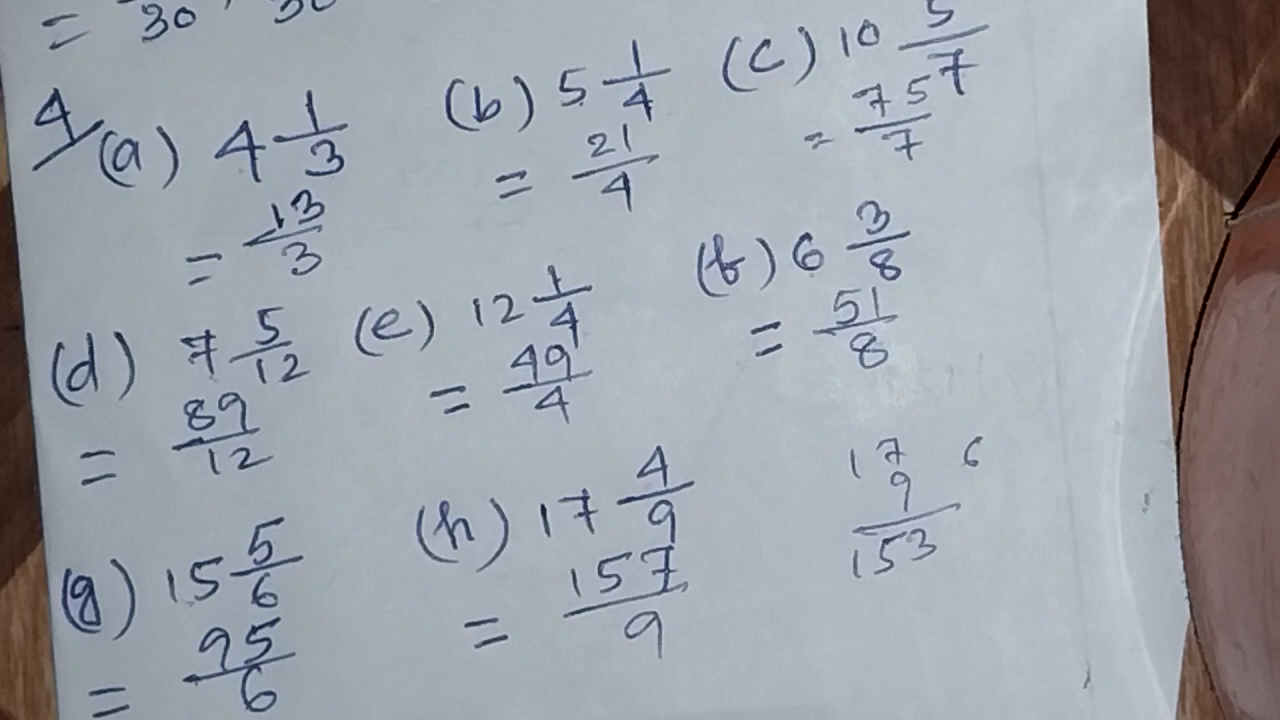 = /30 , 30
4/ (a) 4 1/3 (b) 5 1/4 (c) 10 5/7
= 13/3 = 21/4 = 75/7
(d) 7 5/12 (e) 12 1/4 (f) 6 3/8
= 89/12 = 49/4 = 51/8
(g) 15 5/6 (h) 17 4/9 17 6
9
153
= 95/6 = 157/9